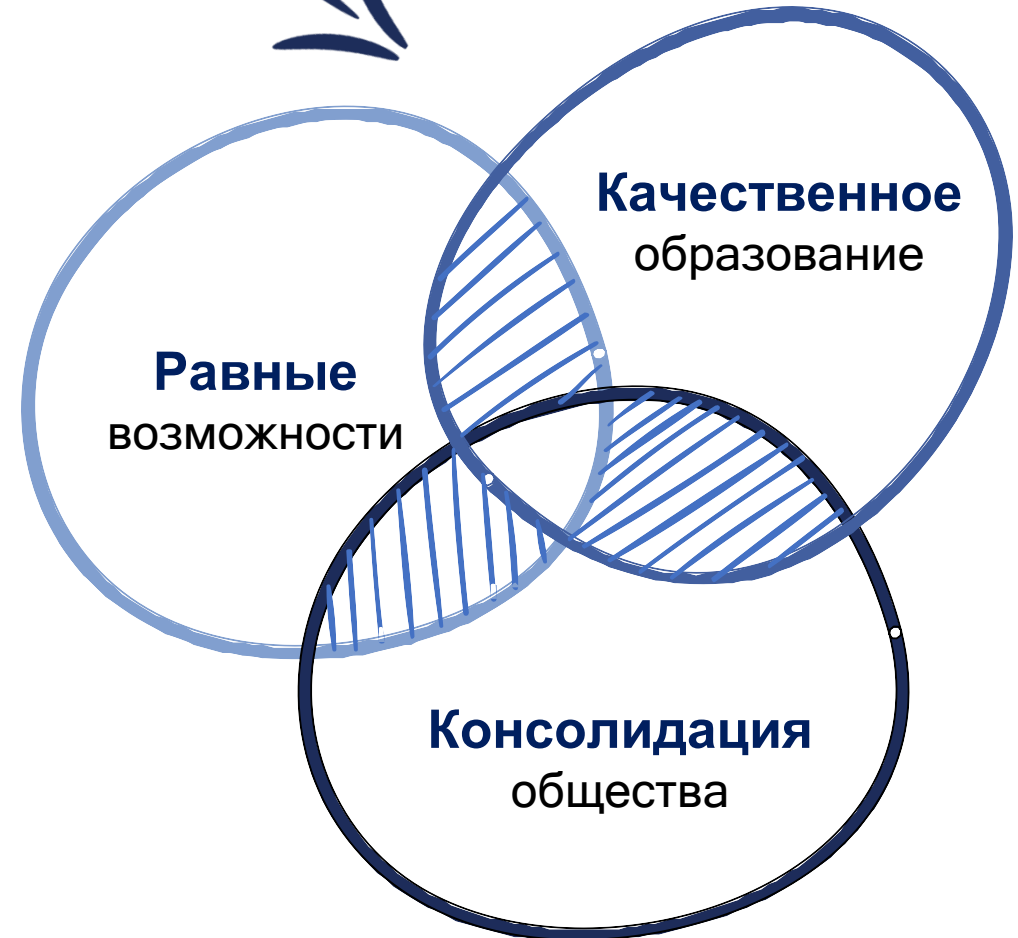 Качественное
образование
Равные
возможности
Консолидация
общества